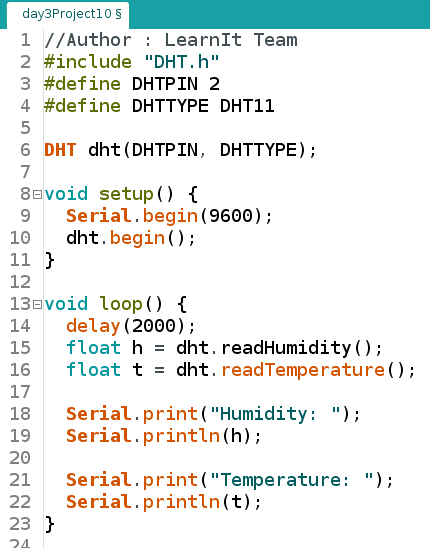 day3Project10 §
1 //Author : LearnIt Team
2 #include "DHT.h"
3 #define DHTPIN 2
4 #define DHTTYPE DHT11
5
6 DHT dht(DHTPIN, DHTTYPE);
7
8 void setup() {
9 Serial.begin(9600);
10 dht.begin();
11 }
12
13 void loop() {
14 delay(2000);
15 float h = dht.readHumidity();
16 float t = dht.readTemperature();
17
18 Serial.print("Humidity: ");
19 Serial.println(h);
20
21 Serial.print("Temperature: ");
22 Serial.println(t);
23 }
24